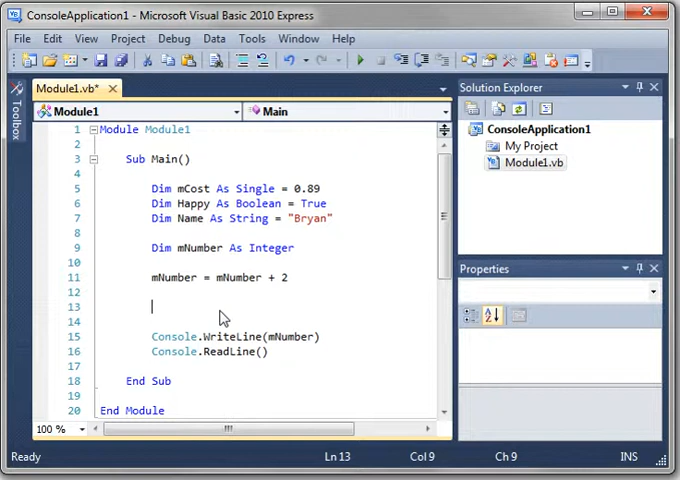 ConsoleApplication1 - Microsoft Visual Basic 2010 Express
File Edit View Project Debug Data Tools Window Help
Toolbox
Module1.vb*
Module1 Main
1 Module Module1
2
3 Sub Main()
4
5 Dim mCost As Single = 0.89
6 Dim Happy As Boolean = True
7 Dim Name As String = "Bryan"
8
9 Dim mNumber As Integer
10
11 mNumber = mNumber + 2
12
13
14
15 Console.WriteLine(mNumber)
16 Console.ReadLine()
17
18 End Sub
19
20 End Module
100 %
Solution Explorer
ConsoleApplication1
My Project
Module1.vb
Properties
Ready Ln 13 Col 9 Ch 9 INS